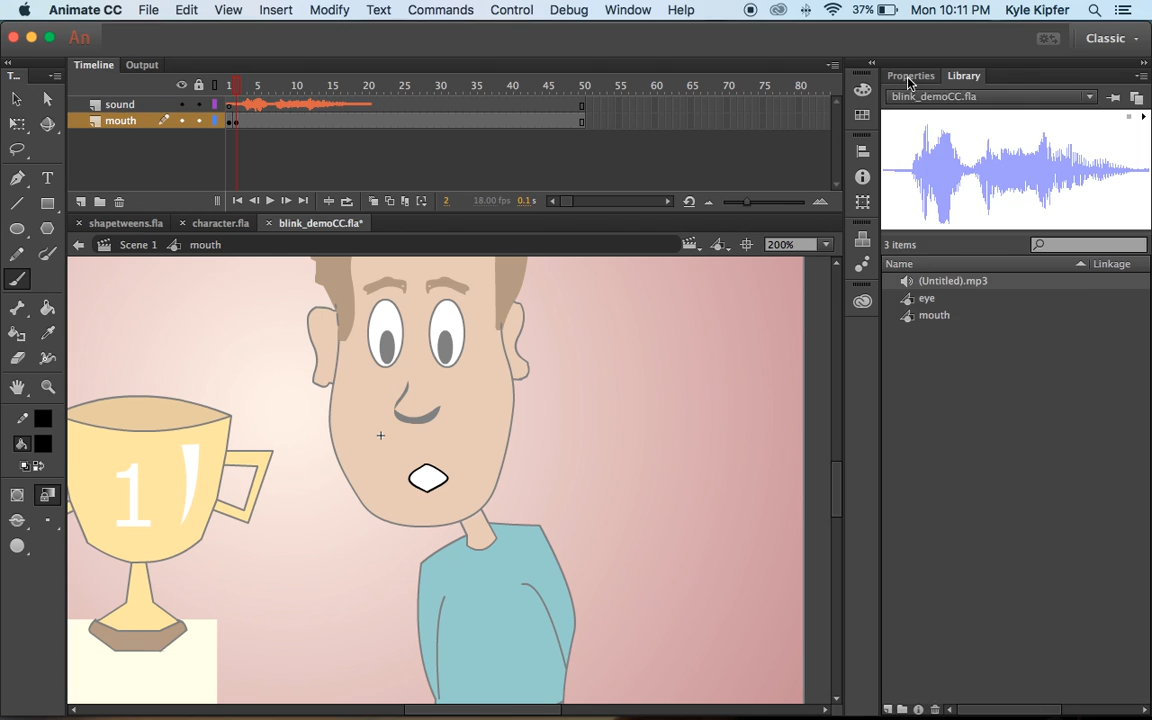 Animate CC File Edit View Insert Modify Text Commands Control Debug Window Help 37% Mon 10:11 PM Kyle Kipfer
An Classic
Timeline Output
T... Properties Library
1 5 10 15 20 25 30 35 40 45 50 55 60 65 70 75 80
blink_demoCC.fla
sound
mouth
2 18.00 fps 0.1 s
shapetweens.fla character.fla blink_demoCC.fla*
Scene 1 mouth 200%
3 items
Name Linkage
(Untitled).mp3
eye
mouth
1